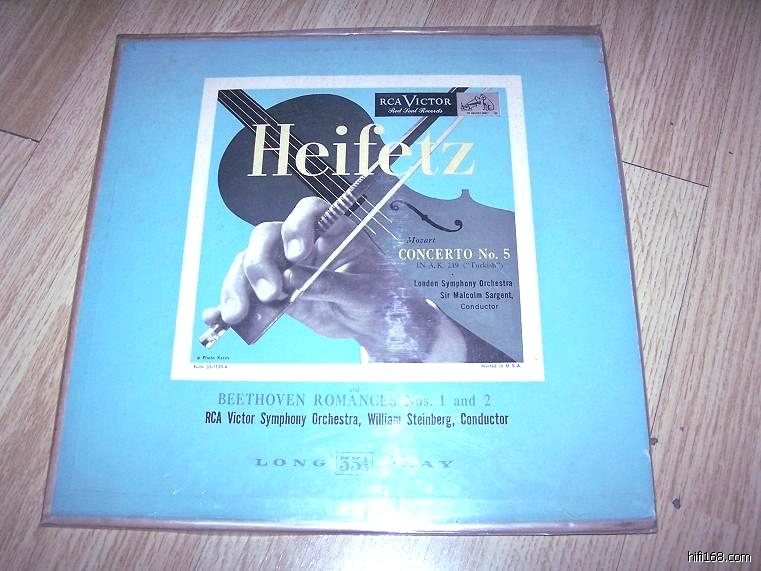 RCA VICTOR
Red Seal Records
Heifetz
Mozart
CONCERTO No. 5
IN A, K. 219 ("Turkish")
London Symphony Orchestra
Sir Malcolm Sargent,
Conductor
Photo Karsh
Printed in U.S.A.
and
BEETHOVEN ROMANCES Nos. 1 and 2
RCA Victor Symphony Orchestra, William Steinberg, Conductor
LONG 33⅓ PLAY
hifi168.com